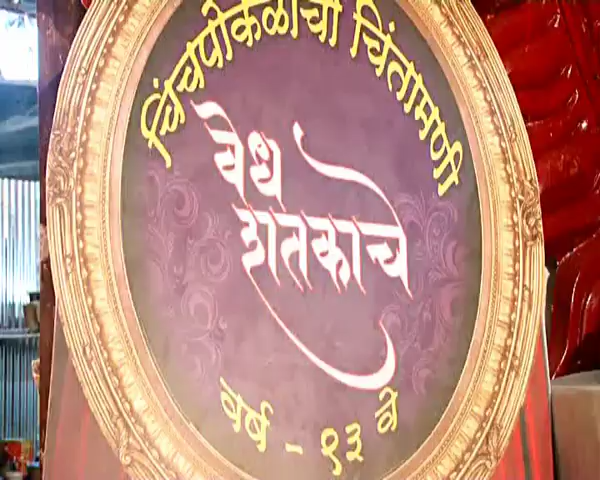 चिंचपोकळीचा चिंतामणी
वेध
शतकाचे
वर्ष - ९३ वे